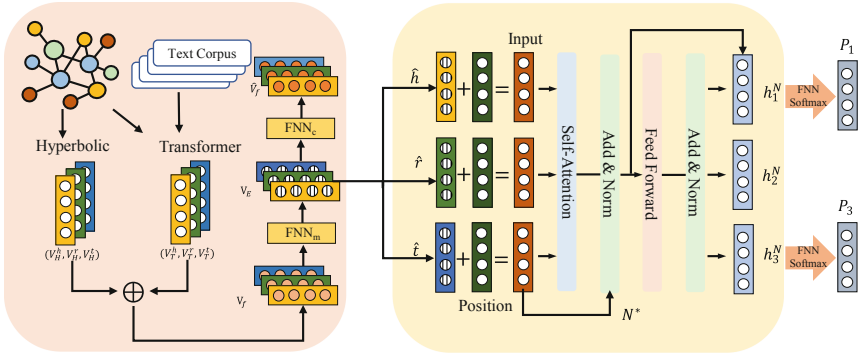 Text Corpus
Hyperbolic
Transformer
(V_H^h, V_H^r, V_H^t)
(V_T^h, V_T^r, V_T^t)
V̂_f
FNN_c
V_E
FNN_m
V_f
Input
ĥ
+
=
r̂
+
=
t̂
+
=
Position
Self-Attention
Add & Norm
Feed Forward
Add & Norm
N*
h_1^N
h_2^N
h_3^N
FNN
Softmax
P_1
FNN
Softmax
P_3